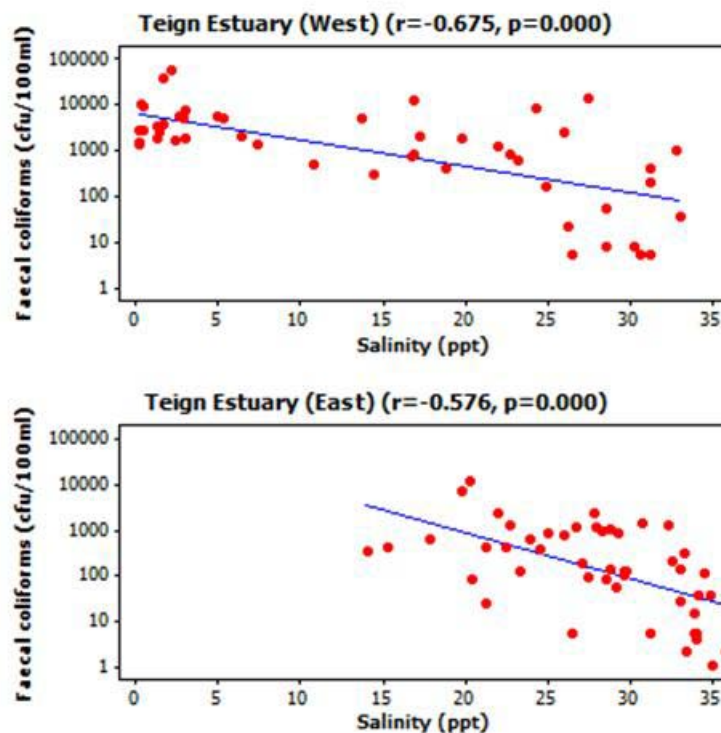 Teign Estuary (West) (r=-0.675, p=0.000)
Faecal coliforms (cfu/100ml)
100000
10000
1000
100
10
1
0 5 10 15 20 25 30 35
Salinity (ppt)
Teign Estuary (East) (r=-0.576, p=0.000)
Faecal coliforms (cfu/100ml)
100000
10000
1000
100
10
1
0 5 10 15 20 25 30 35
Salinity (ppt)